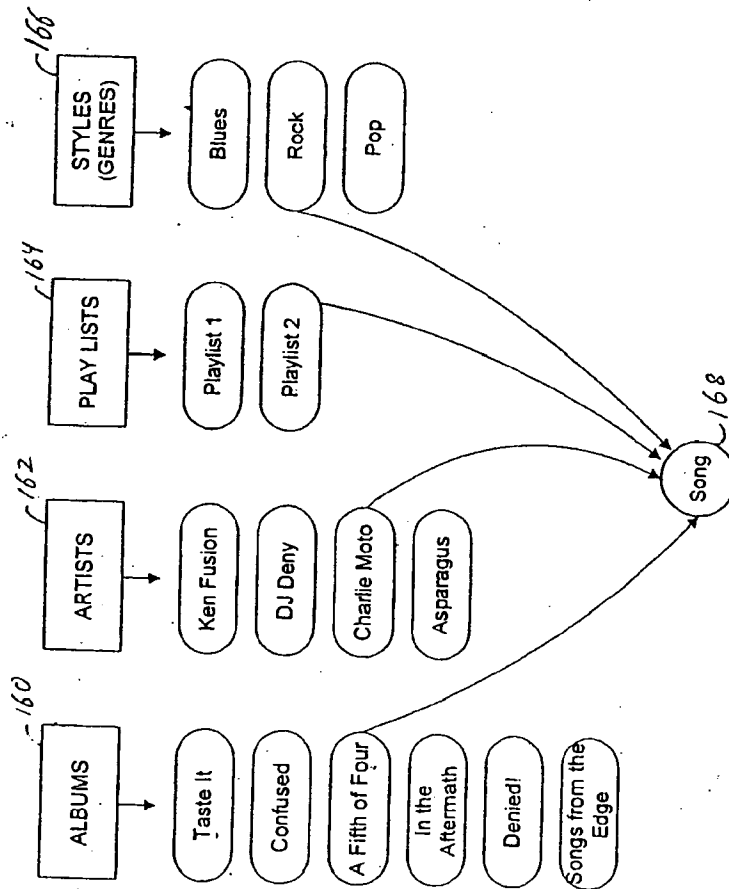 160
ALBUMS
Taste It
Confused
A Fifth of Four
In the
Aftermath
Denied!
Songs from the
Edge
162
ARTISTS
Ken Fusion
DJ Deny
Charlie Moto
Asparagus
164
PLAY LISTS
Playlist 1
Playlist 2
166
STYLES
(GENRES)
Blues
Rock
Pop
Song
168